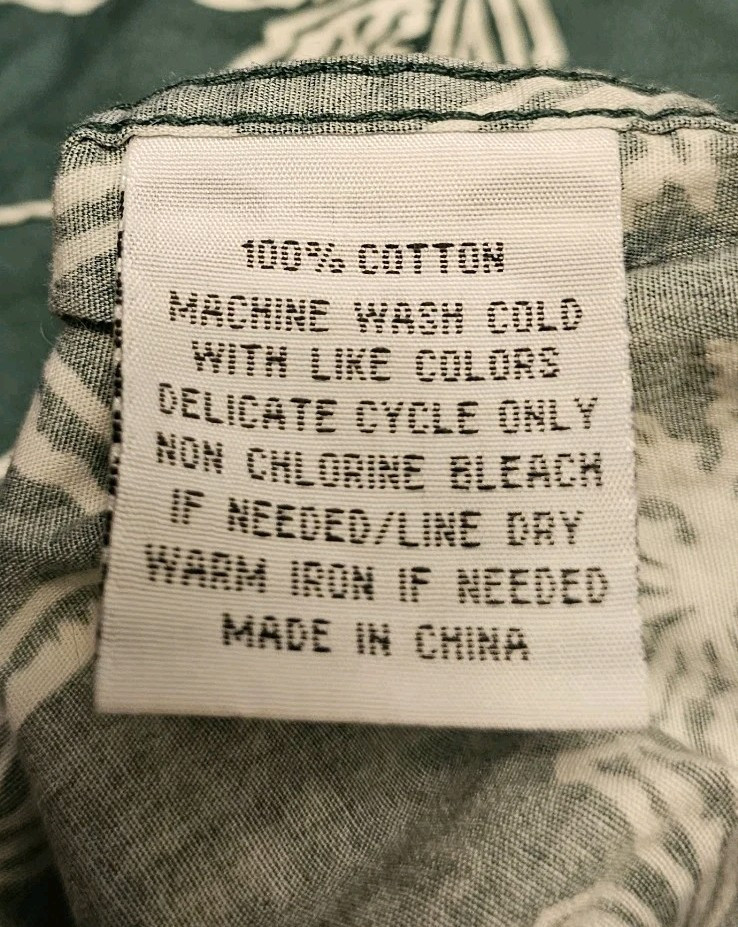 100% COTTON
MACHINE WASH COLD
WITH LIKE COLORS
DELICATE CYCLE ONLY
NON CHLORINE BLEACH
IF NEEDED/LINE DRY
WARM IRON IF NEEDED
MADE IN CHINA